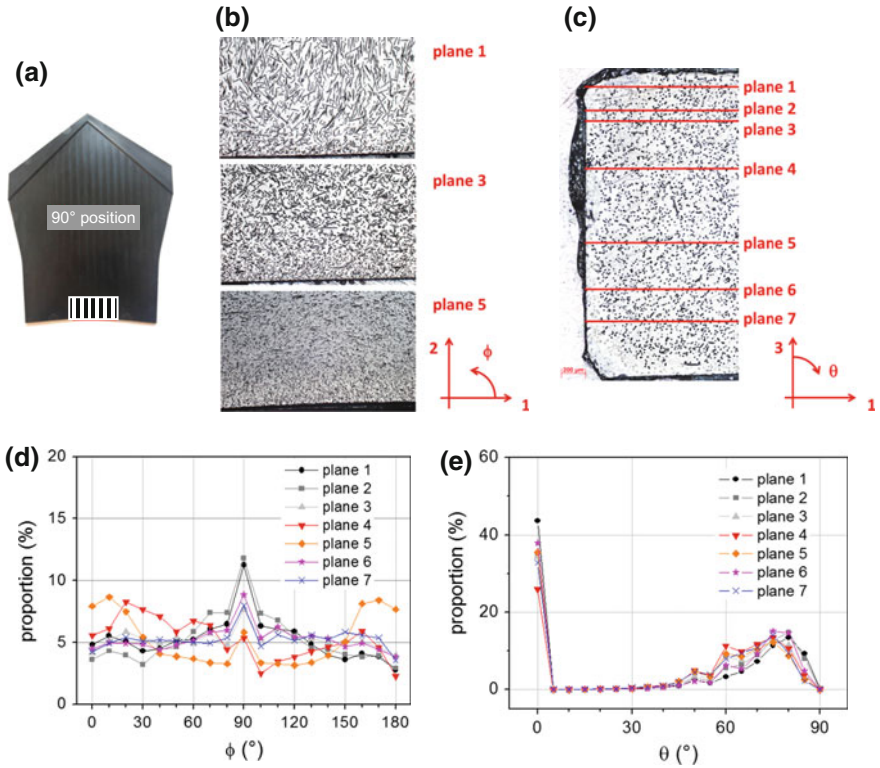 (a)
90° position
(b)
plane 1
plane 3
plane 5
2
ϕ
1
(c)
plane 1
plane 2
plane 3
plane 4
plane 5
plane 6
plane 7
200 µm
3
θ
1
(d)
proportion (%)
20
15
10
5
0
plane 1
plane 2
plane 3
plane 4
plane 5
plane 6
plane 7
0 30 60 90 120 150 180
ϕ (°)
(e)
proportion (%)
60
40
20
0
plane 1
plane 2
plane 3
plane 4
plane 5
plane 6
plane 7
0 30 60 90
θ (°)